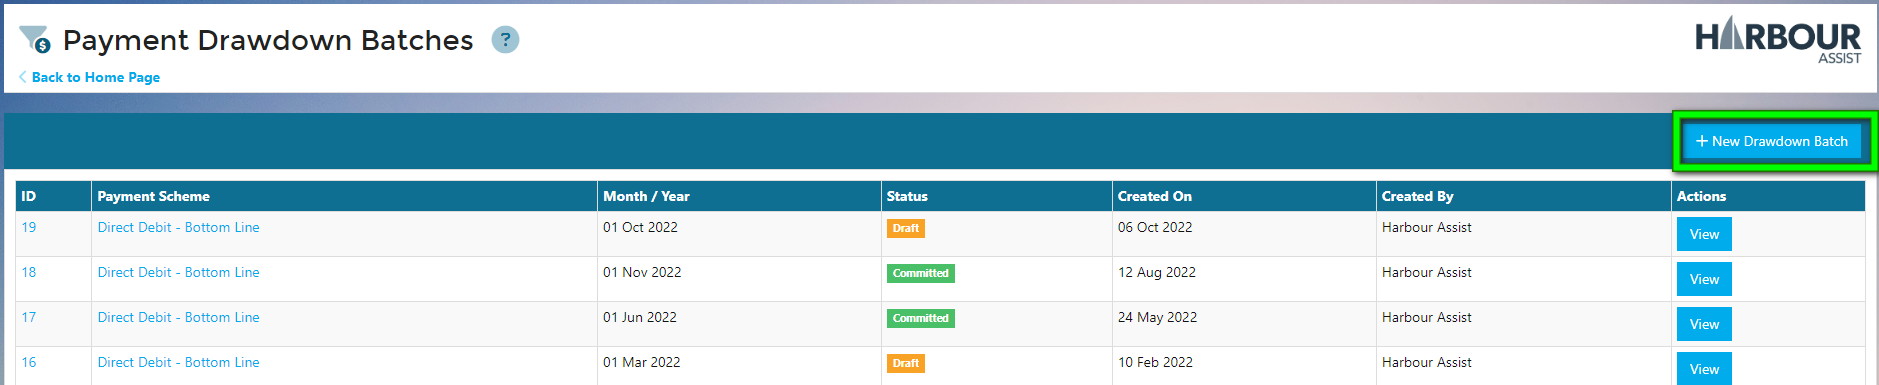 Payment Drawdown Batches ?
HARBOUR
ASSIST
Back to Home Page
+ New Drawdown Batch
ID Payment Scheme Month / Year Status Created On Created By Actions
19 Direct Debit - Bottom Line 01 Oct 2022 Draft 06 Oct 2022 Harbour Assist View
18 Direct Debit - Bottom Line 01 Nov 2022 Committed 12 Aug 2022 Harbour Assist View
17 Direct Debit - Bottom Line 01 Jun 2022 Committed 24 May 2022 Harbour Assist View
16 Direct Debit - Bottom Line 01 Mar 2022 Draft 10 Feb 2022 Harbour Assist View